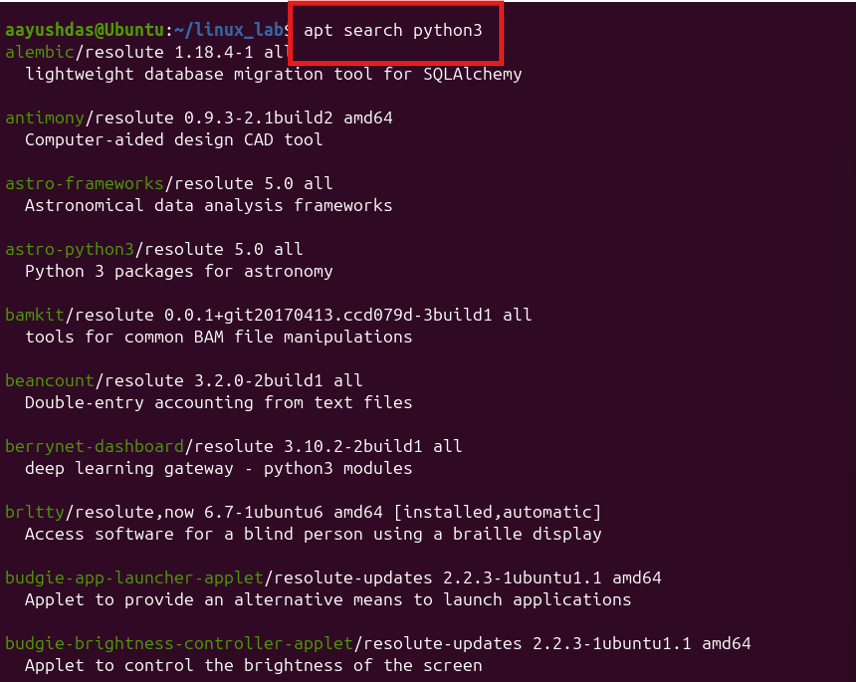 aayushdas@Ubuntu:~/linux_lab$ apt search python3
alembic/resolute 1.18.4-1 all
  lightweight database migration tool for SQLAlchemy

antimony/resolute 0.9.3-2.1build2 amd64
  Computer-aided design CAD tool

astro-frameworks/resolute 5.0 all
  Astronomical data analysis frameworks

astro-python3/resolute 5.0 all
  Python 3 packages for astronomy

bamkit/resolute 0.0.1+git20170413.ccd079d-3build1 all
  tools for common BAM file manipulations

beancount/resolute 3.2.0-2build1 all
  Double-entry accounting from text files

berrynet-dashboard/resolute 3.10.2-2build1 all
  deep learning gateway - python3 modules

brltty/resolute,now 6.7-1ubuntu6 amd64 [installed,automatic]
  Access software for a blind person using a braille display

budgie-app-launcher-applet/resolute-updates 2.2.3-1ubuntu1.1 amd64
  Applet to provide an alternative means to launch applications

budgie-brightness-controller-applet/resolute-updates 2.2.3-1ubuntu1.1 amd64
  Applet to control the brightness of the screen